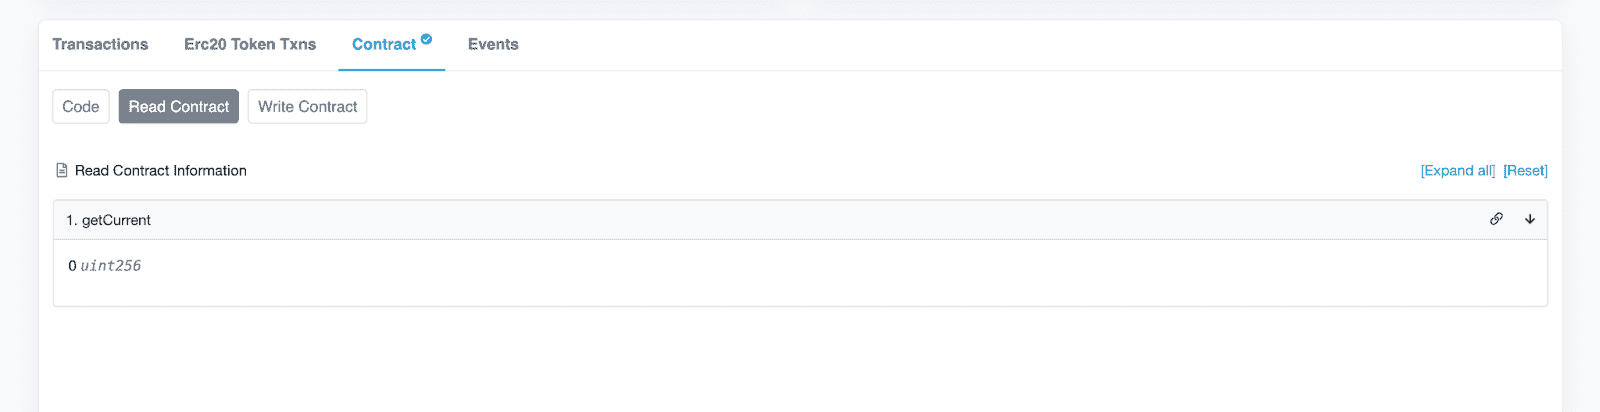 Transactions Erc20 Token Txns Contract Events
Code Read Contract Write Contract
Read Contract Information [Expand all] [Reset]
1. getCurrent
0 uint256